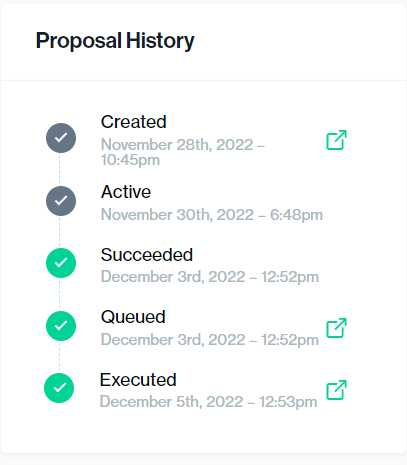 Proposal History
Created
November 28th, 2022 –
10:45pm
Active
November 30th, 2022 – 6:48pm
Succeeded
December 3rd, 2022 – 12:52pm
Queued
December 3rd, 2022 – 12:52pm
Executed
December 5th, 2022 – 12:53pm